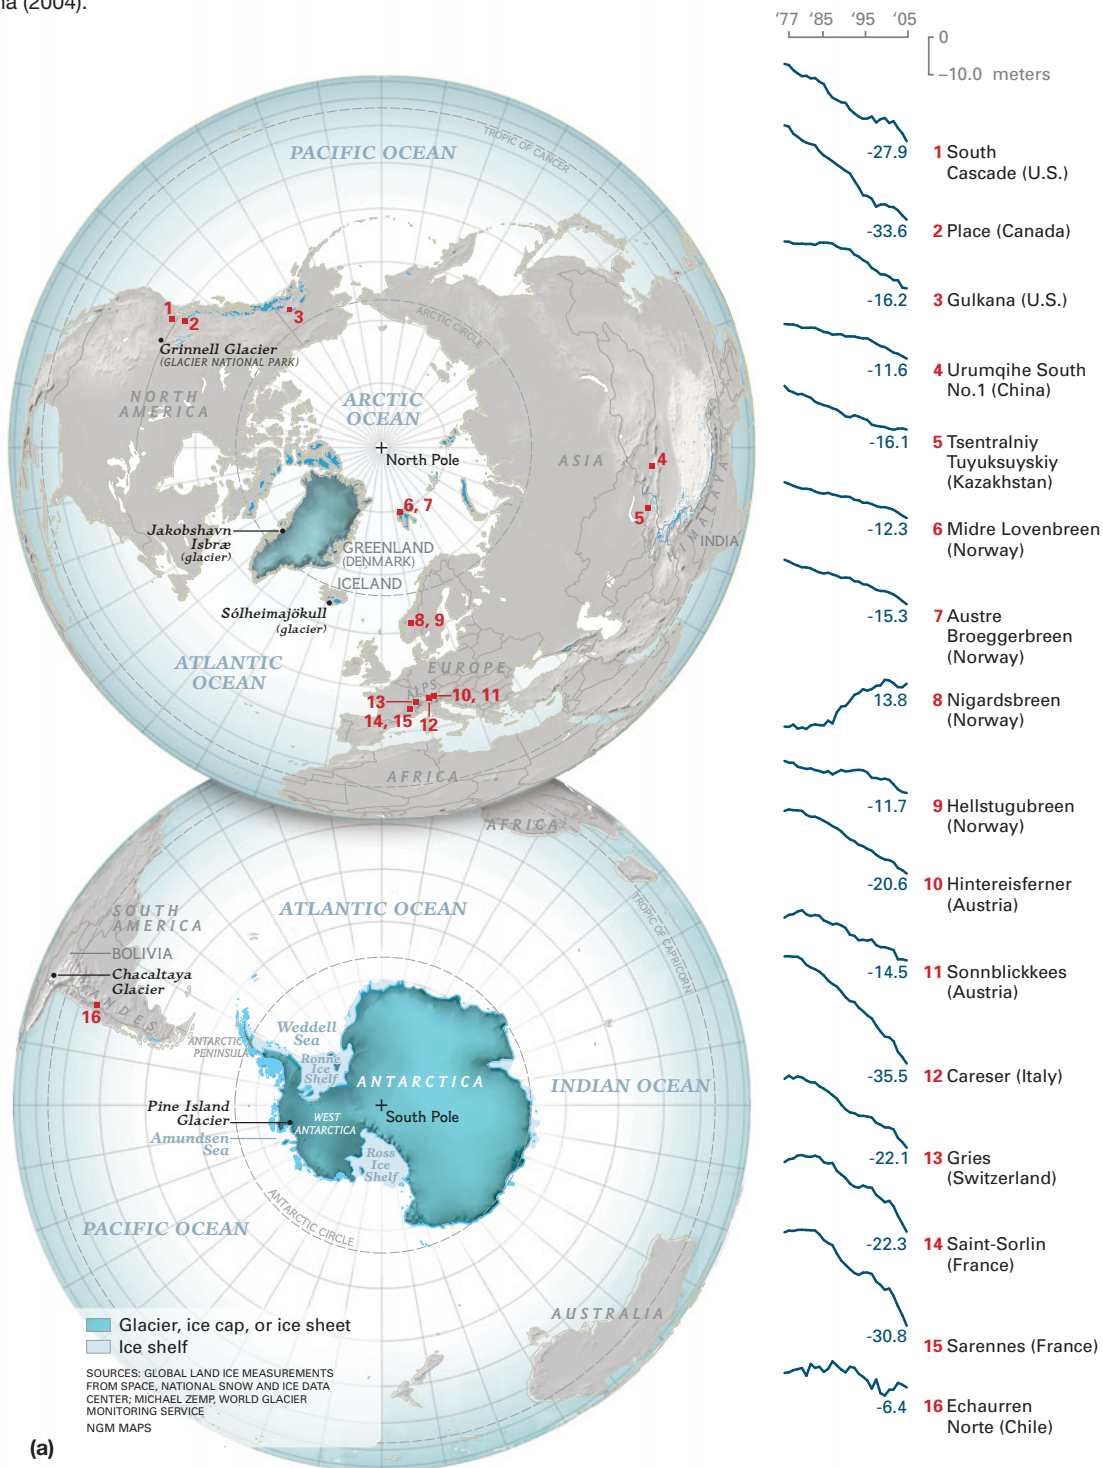 na (2004).
'77 '85 '95 '05
0
–10.0 meters
-27.9
1 South
Cascade (U.S.)
-33.6
2 Place (Canada)
-16.2
3 Gulkana (U.S.)
-11.6
4 Urumqihe South
No.1 (China)
-16.1
5 Tsentralniy
Tuyuksuyskiy
(Kazakhstan)
-12.3
6 Midre Lovenbreen
(Norway)
-15.3
7 Austre
Broeggerbreen
(Norway)
13.8
8 Nigardsbreen
(Norway)
-11.7
9 Hellstugubreen
(Norway)
-20.6
10 Hintereisferner
(Austria)
-14.5
11 Sonnblickkees
(Austria)
-35.5
12 Careser (Italy)
-22.1
13 Gries
(Switzerland)
-22.3
14 Saint-Sorlin
(France)
-30.8
15 Sarennes (France)
-6.4
16 Echaurren
Norte (Chile)
PACIFIC OCEAN
TROPIC OF CANCER
1
2
3
Grinnell Glacier
(GLACIER NATIONAL PARK)
ARCTIC CIRCLE
NORTH
AMERICA
ARCTIC
OCEAN
North Pole
ASIA
4
5
HIMALAYA
INDIA
6, 7
Jakobshavn
Isbræ
(glacier)
GREENLAND
(DENMARK)
ICELAND
Sólheimajökull
(glacier)
8, 9
ATLANTIC
OCEAN
EUROPE
ALPS
13
10, 11
14, 15
12
AFRICA
AFRICA
SOUTH
AMERICA
ATLANTIC OCEAN
TROPIC OF CAPRICORN
BOLIVIA
Chacaltaya
Glacier
ANDES
16
ANTARCTIC
PENINSULA
Weddell
Sea
Ronne
Ice
Shelf
ANTARCTICA
INDIAN OCEAN
Pine Island
Glacier
WEST
ANTARCTICA
South Pole
Amundsen
Sea
Ross
Ice
Shelf
ANTARCTIC CIRCLE
PACIFIC OCEAN
AUSTRALIA
Glacier, ice cap, or ice sheet
Ice shelf
SOURCES: GLOBAL LAND ICE MEASUREMENTS
FROM SPACE, NATIONAL SNOW AND ICE DATA
CENTER; MICHAEL ZEMP, WORLD GLACIER
MONITORING SERVICE
NGM MAPS
(a)